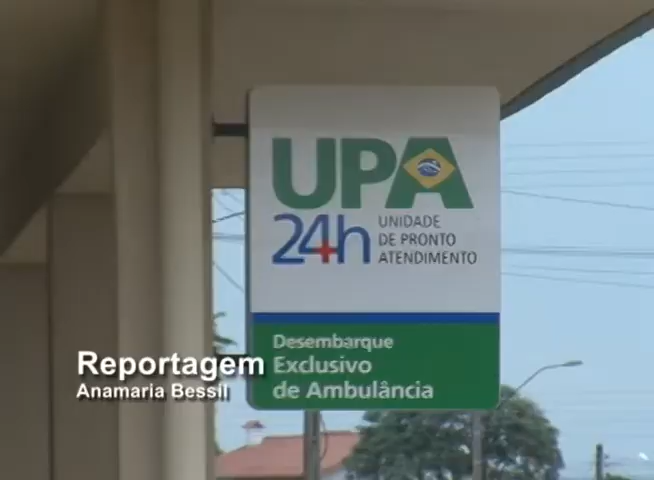 UPA
24h
UNIDADE
DE PRONTO
ATENDIMENTO
Desembarque
Exclusivo
de Ambulância
Reportagem
Anamaria Bessil